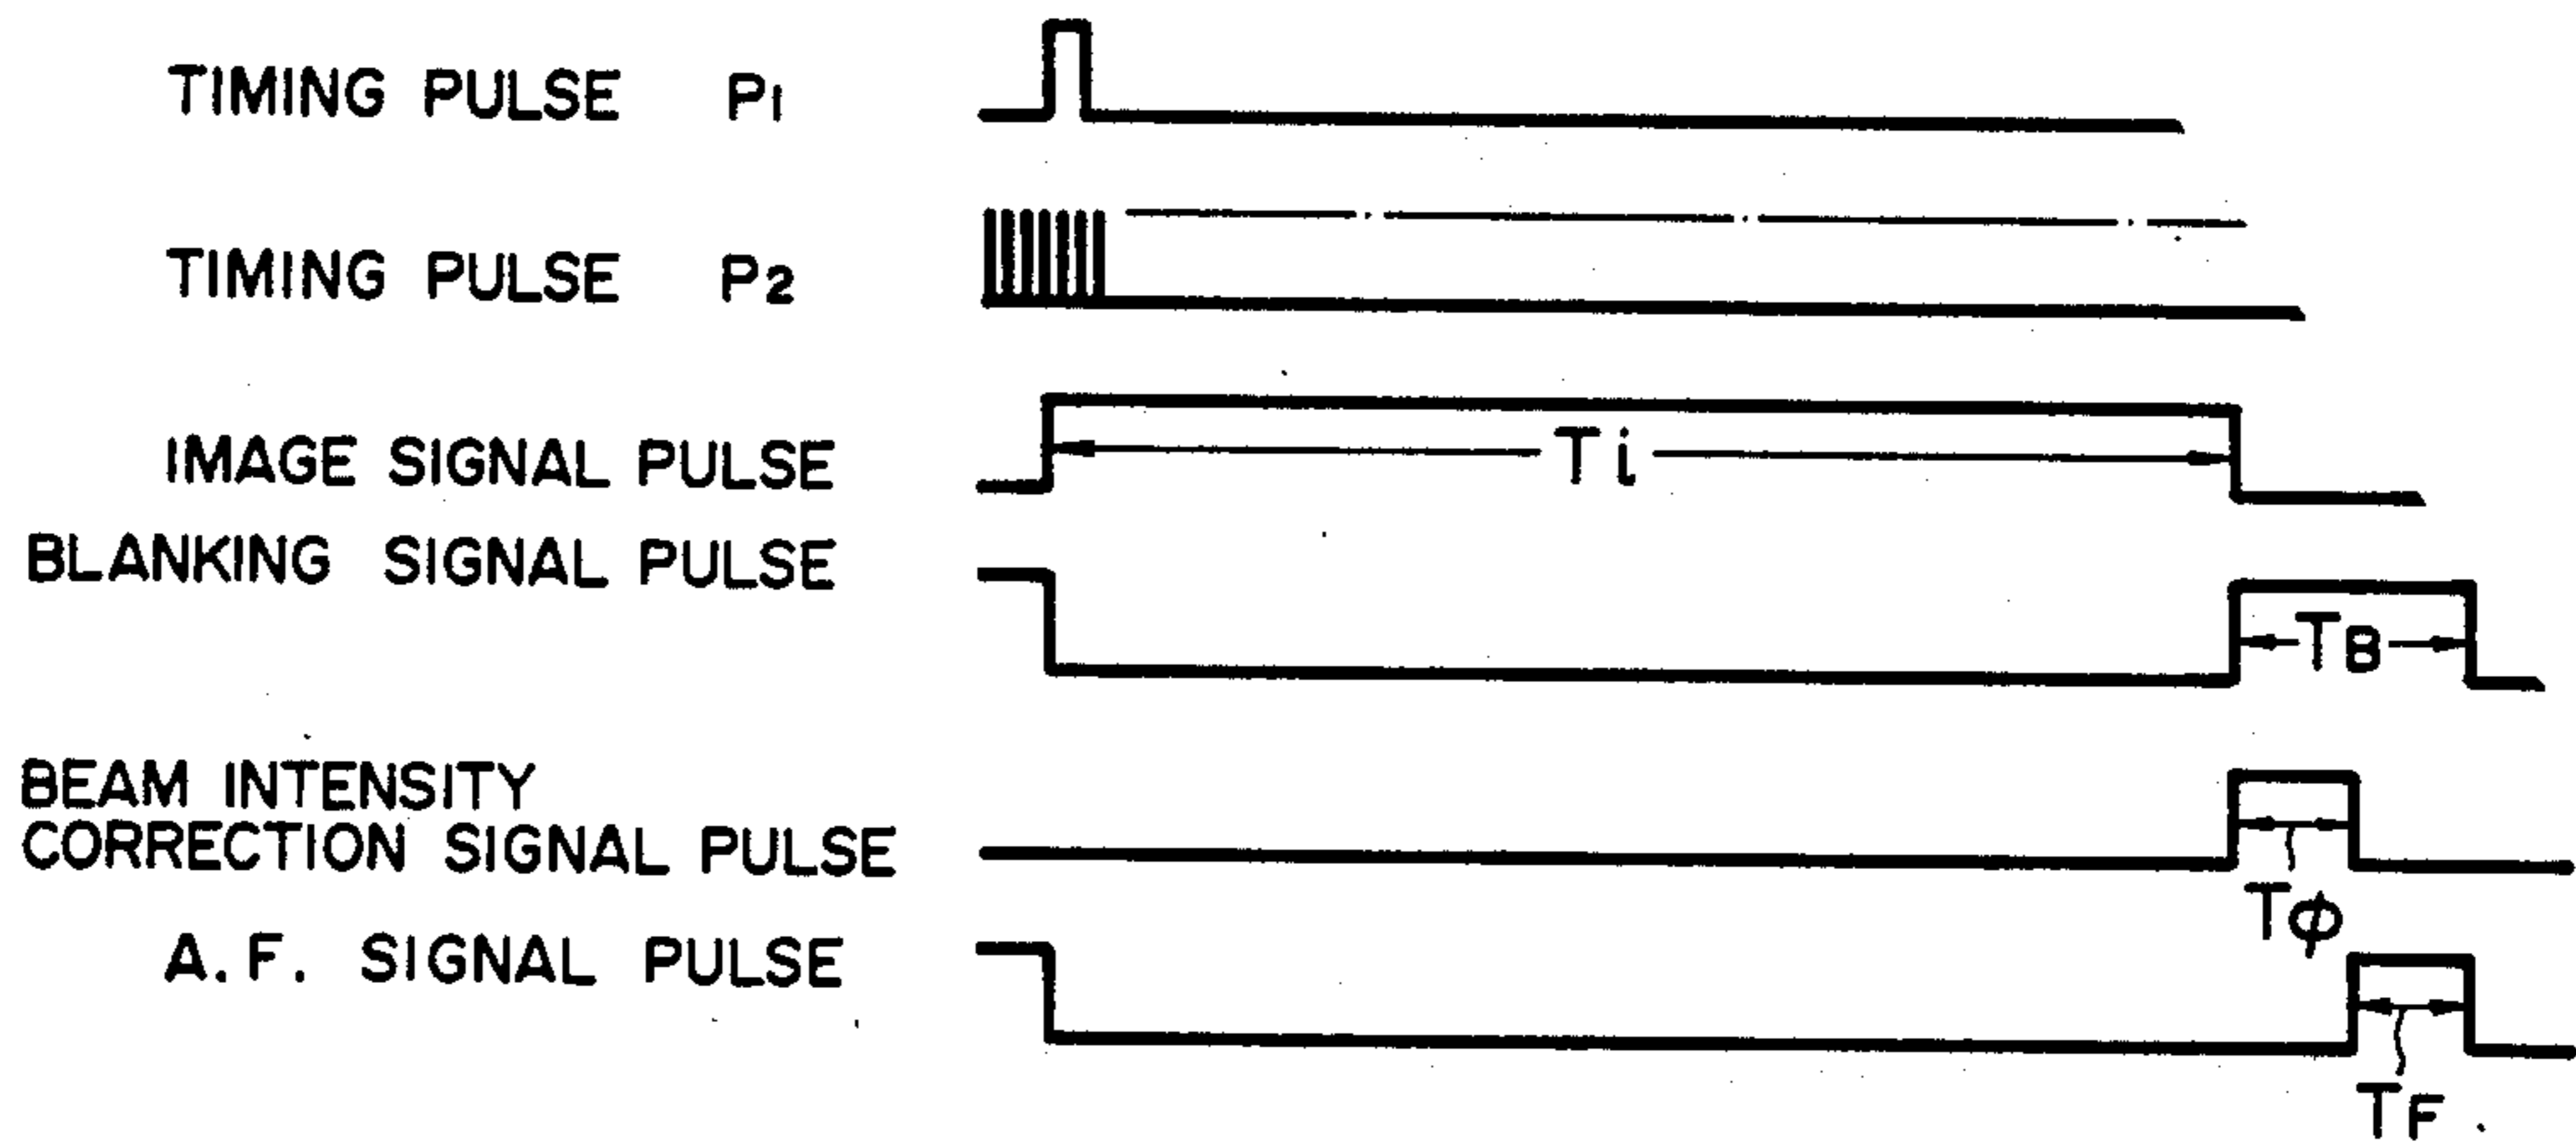 TIMING PULSE P1
TIMING PULSE P2
IMAGE SIGNAL PULSE
Ti
BLANKING SIGNAL PULSE
TB
BEAM INTENSITY
CORRECTION SIGNAL PULSE
Tϕ
A.F. SIGNAL PULSE
TF